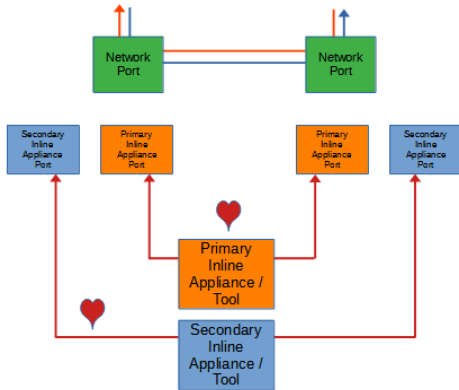 Network
Port
Network
Port
Secondary
Inline
Appliance
Port
Primary
Inline
Appliance
Port
Primary
Inline
Appliance
Port
Secondary
Inline
Appliance
Port
Primary
Inline
Appliance /
Tool
Secondary
Inline
Appliance /
Tool